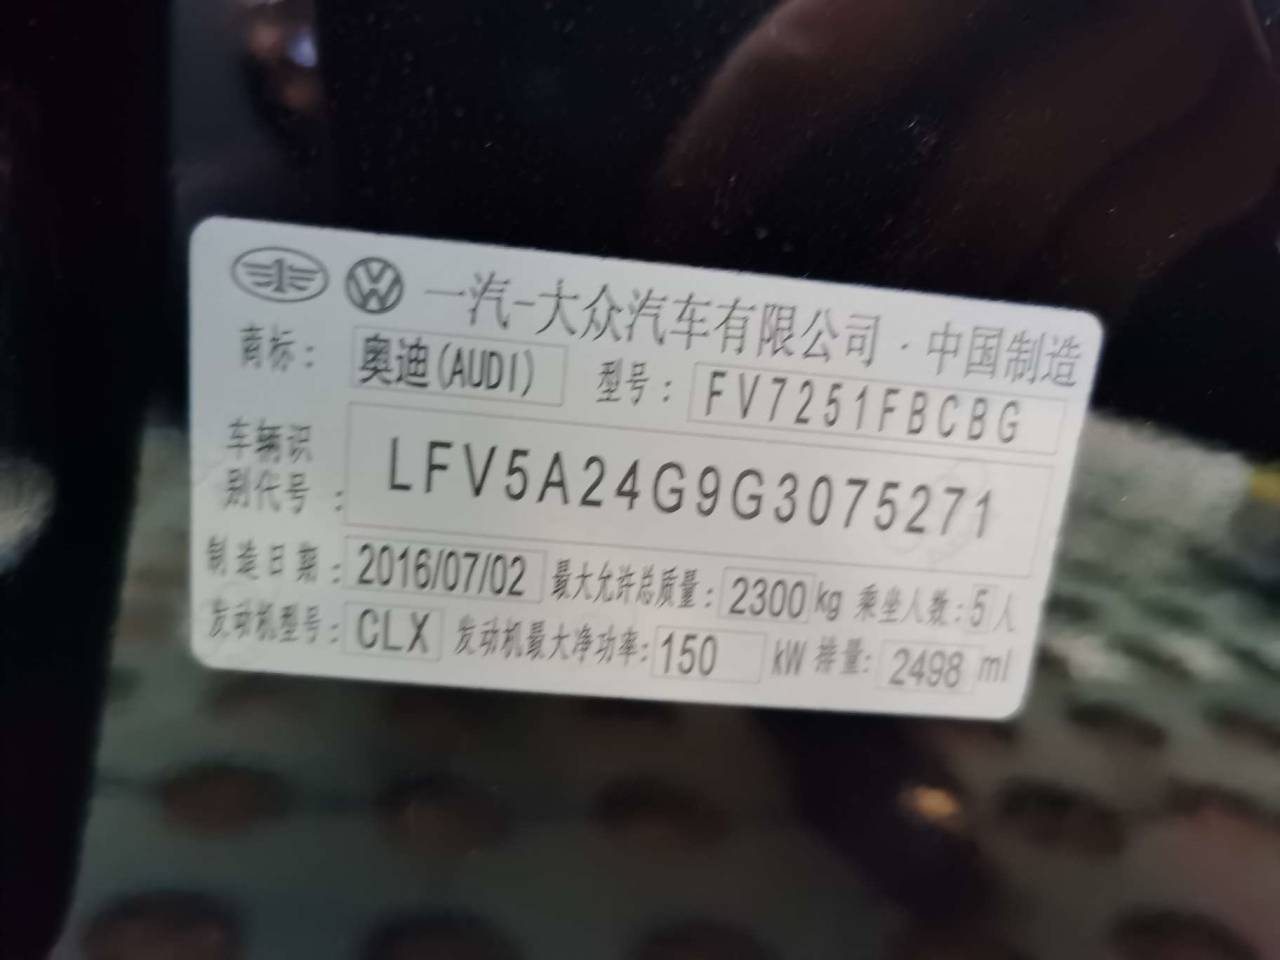 一汽-大众汽车有限公司·中国制造
商标: 奥迪(AUDI) 型号: FV7251FBCBG
车辆识别代号: LFV5A24G9G3075271
制造日期: 2016/07/02 最大允许总质量: 2300 kg 乘坐人数: 5 人
发动机型号: CLX 发动机最大净功率: 150 kW 排量: 2498 ml